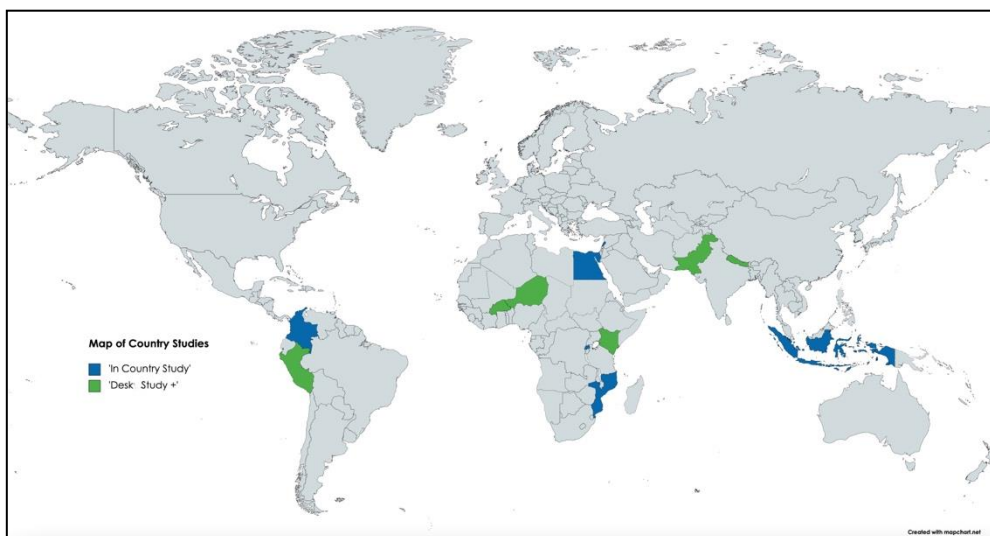 Map of Country Studies
'In Country Study'
'Desk Study +'
Created with mapchart.net